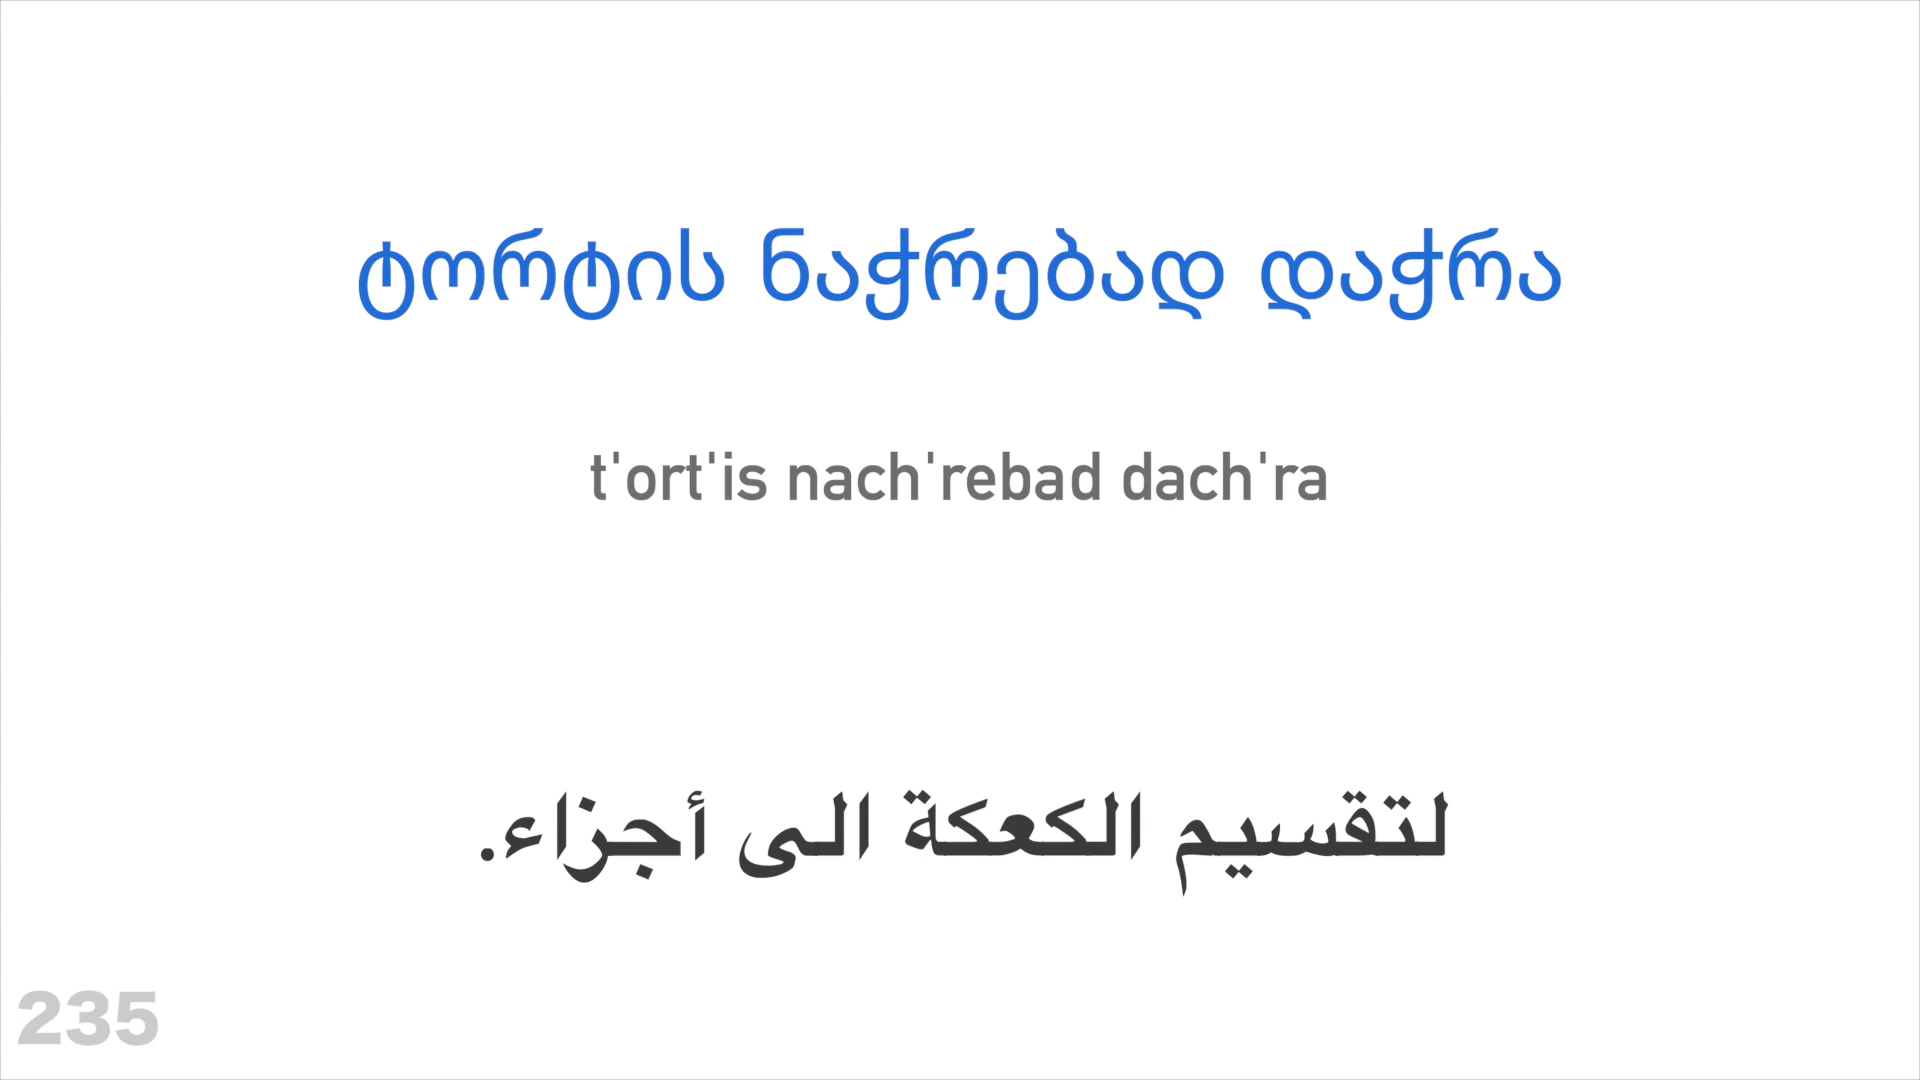 ტორტის ნაჭრებად დაჭრა
t'ort'is nach'rebad dach'ra
لتقسيم الكعكة الى أجزاء.
235